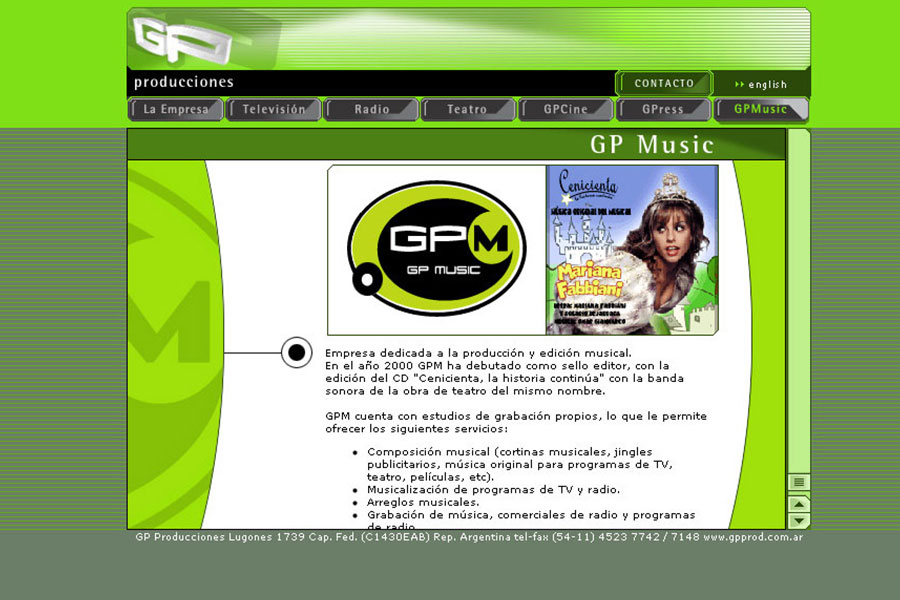 GP
producciones
CONTACTO
english
La Empresa
Televisión
Radio
Teatro
GPCine
GPress
GPMusic
GP Music
GPM
GP MUSIC
Cenicienta
MÚSICA ORIGINAL DEL MUSICAL
Mariana
Fabbiani
M
Empresa dedicada a la producción y edición musical.
En el año 2000 GPM ha debutado como sello editor, con la
edición del CD "Cenicienta, la historia continúa" con la banda
sonora de la obra de teatro del mismo nombre.
GPM cuenta con estudios de grabación propios, lo que le permite
ofrecer los siguientes servicios:
• Composición musical (cortinas musicales, jingles
publicitarios, música original para programas de TV,
teatro, películas, etc).
• Musicalización de programas de TV y radio.
• Arreglos musicales.
• Grabación de música, comerciales de radio y programas
de radio
GP Producciones Lugones 1739 Cap. Fed. (C1430EAB) Rep. Argentina tel-fax (54-11) 4523 7742 / 7148 www.gpprod.com.ar